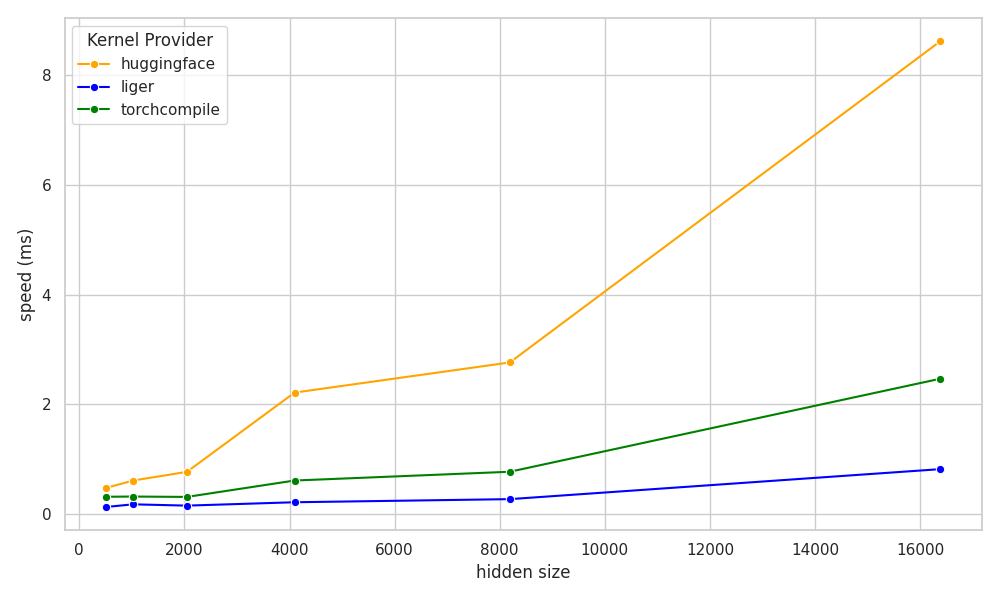 Kernel Provider
huggingface
liger
torchcompile
8
6
4
2
0
speed (ms)
0 2000 4000 6000 8000 10000 12000 14000 16000
hidden size